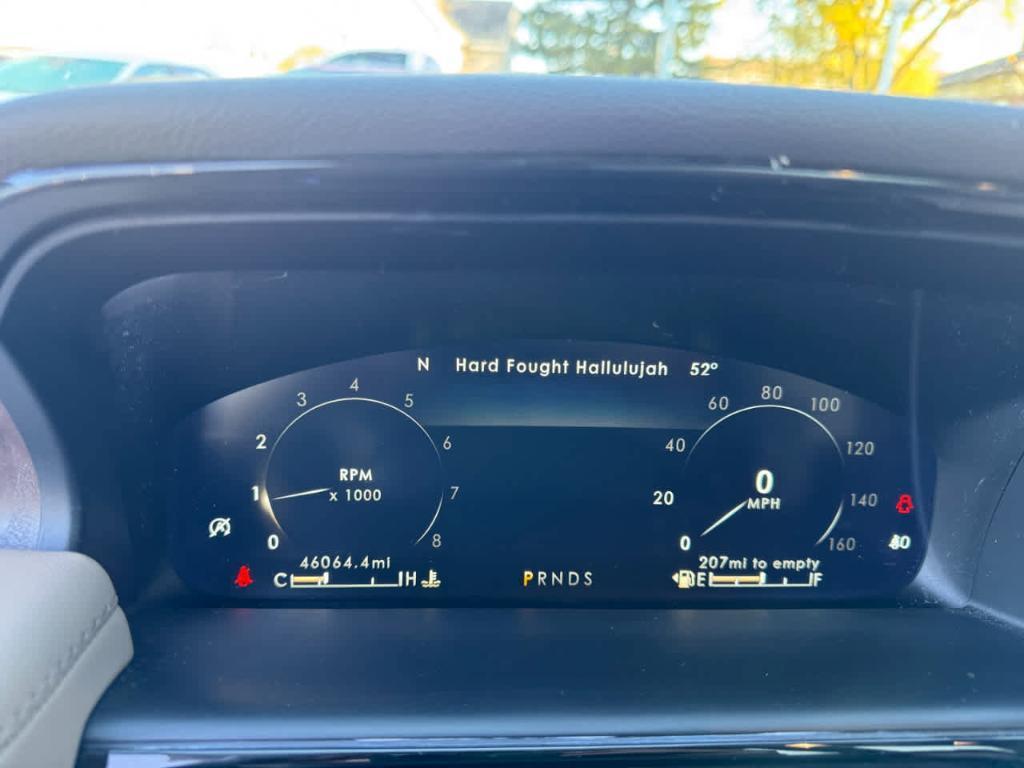 N Hard Fought Hallulujah 52°
0 1 2 3 4 5 6 7 8
RPM
x 1000
0 20 40 60 80 100 120 140 160
0
MPH
46064.4mi
C H
PRNDS
207mi to empty
E F